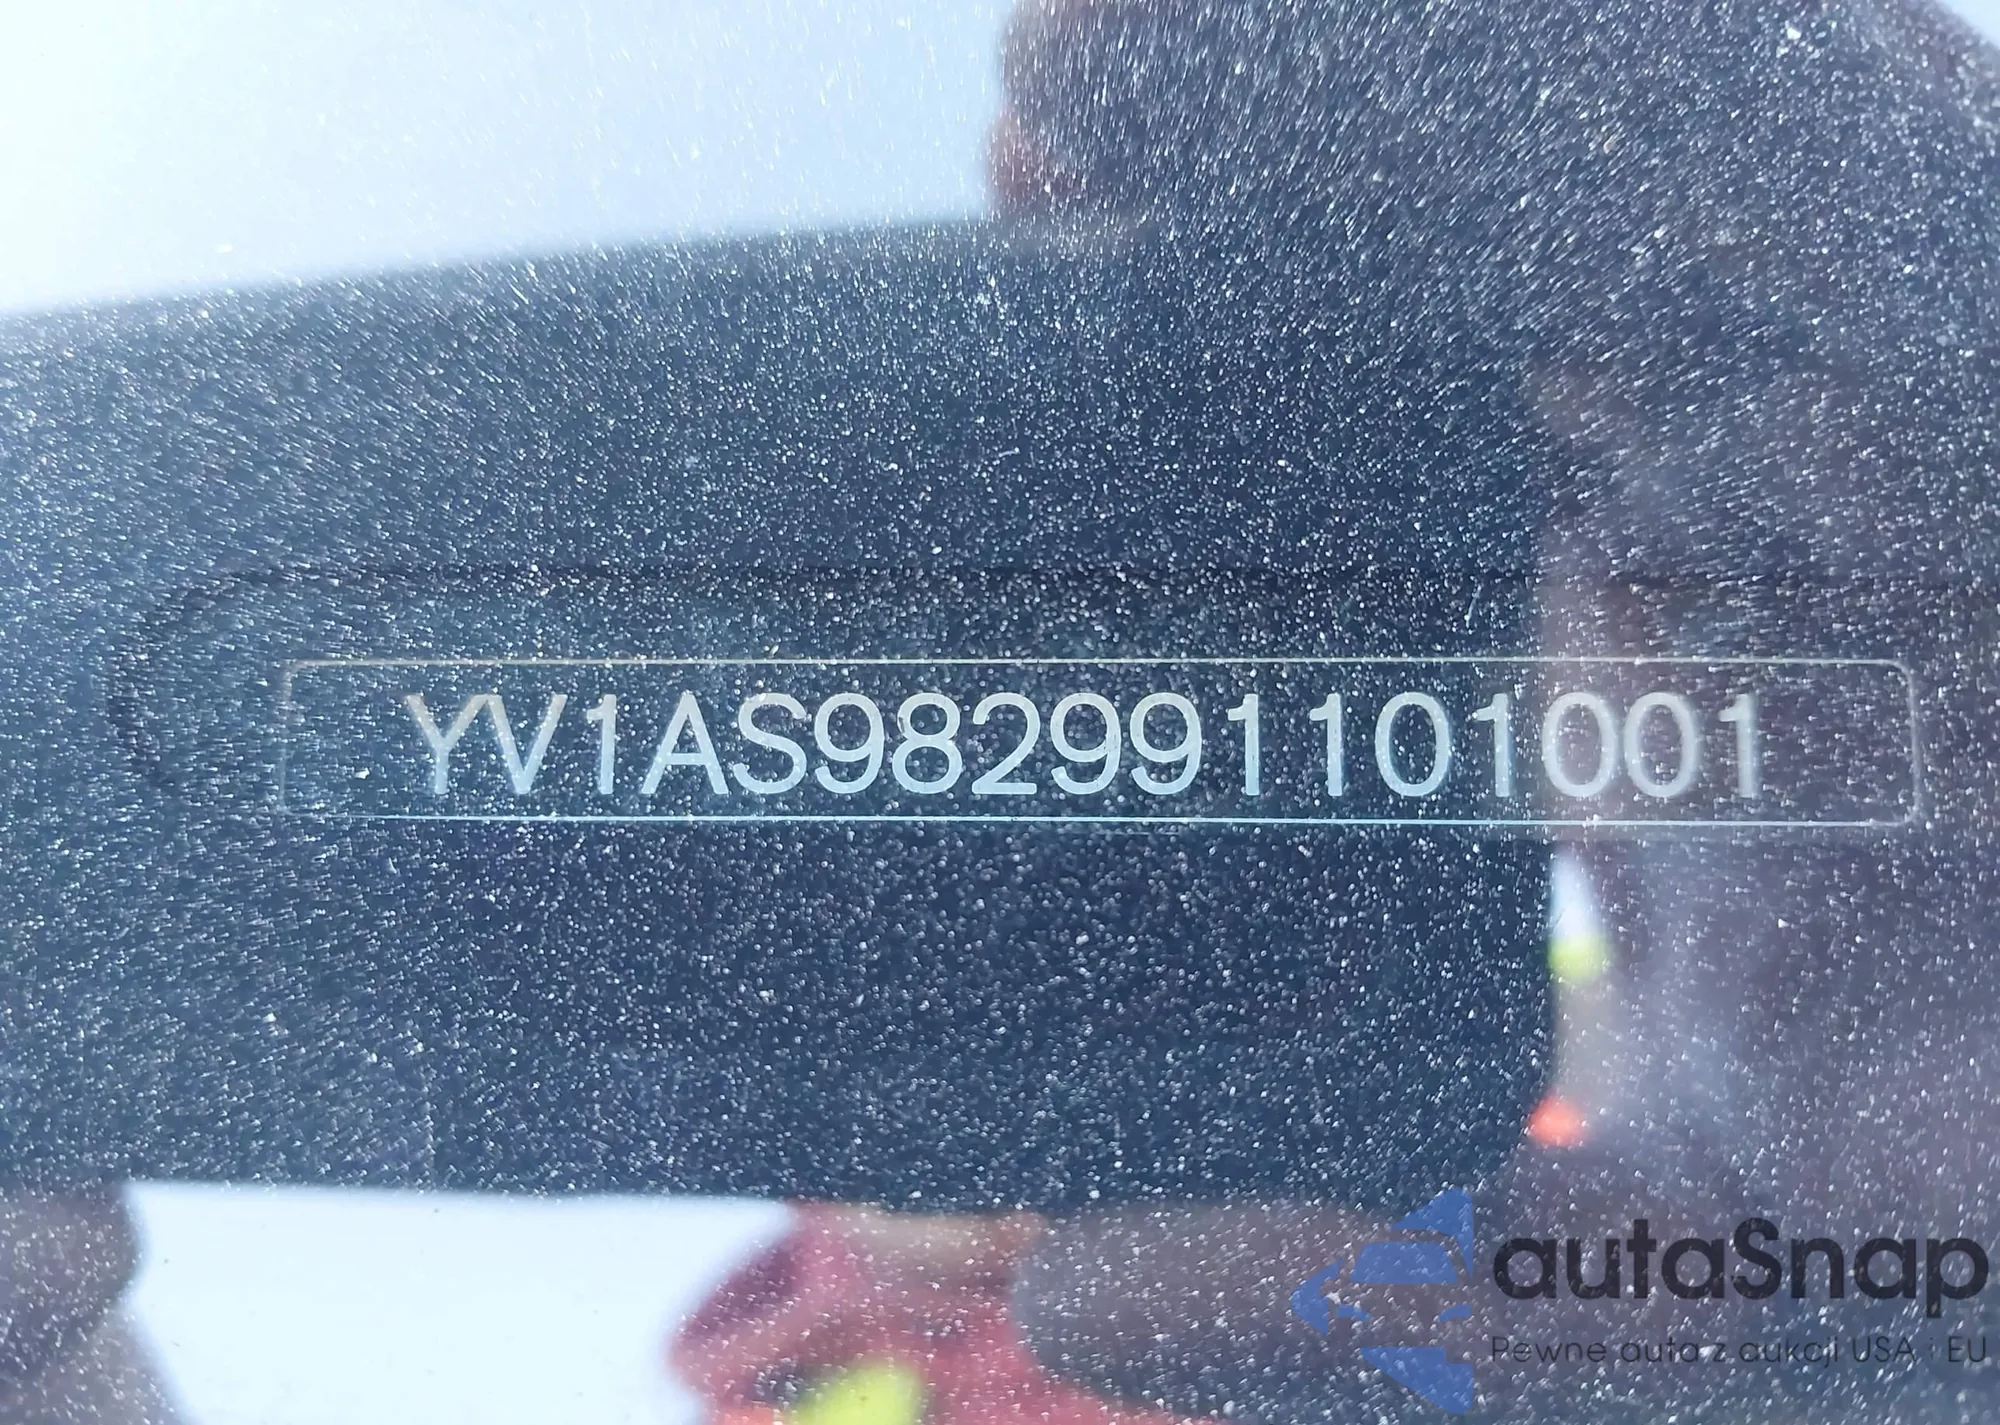 YV1AS982991101001
autaSnap
Pewne auta z aukcji USA i EU